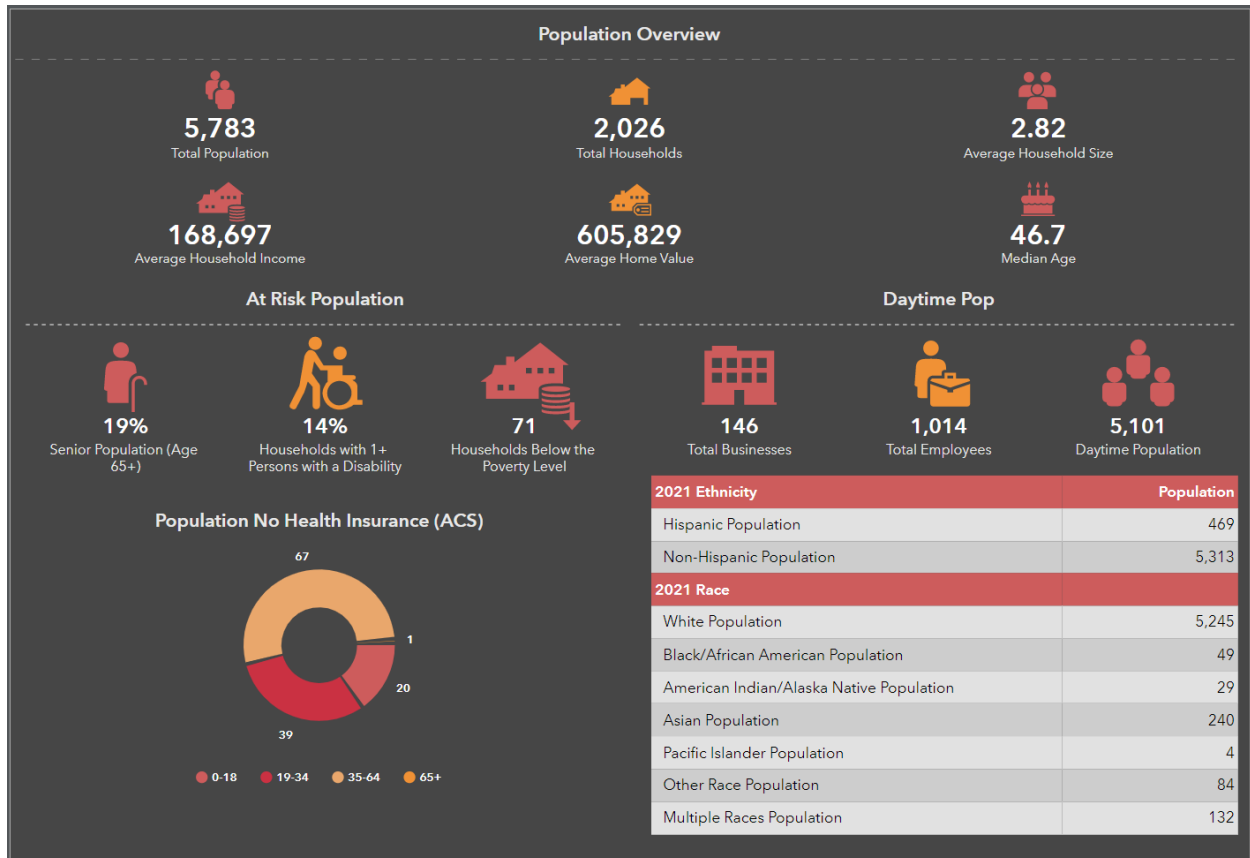 Population Overview
5,783
Total Population
2,026
Total Households
2.82
Average Household Size
168,697
Average Household Income
605,829
Average Home Value
46.7
Median Age
At Risk Population
19%
Senior Population (Age
65+)
14%
Households with 1+
Persons with a Disability
71
Households Below the
Poverty Level
Daytime Pop
146
Total Businesses
1,014
Total Employees
5,101
Daytime Population
Population No Health Insurance (ACS)
67
1
20
39
0-18 19-34 35-64 65+
2021 Ethnicity Population
Hispanic Population 469
Non-Hispanic Population 5,313
2021 Race
White Population 5,245
Black/African American Population 49
American Indian/Alaska Native Population 29
Asian Population 240
Pacific Islander Population 4
Other Race Population 84
Multiple Races Population 132